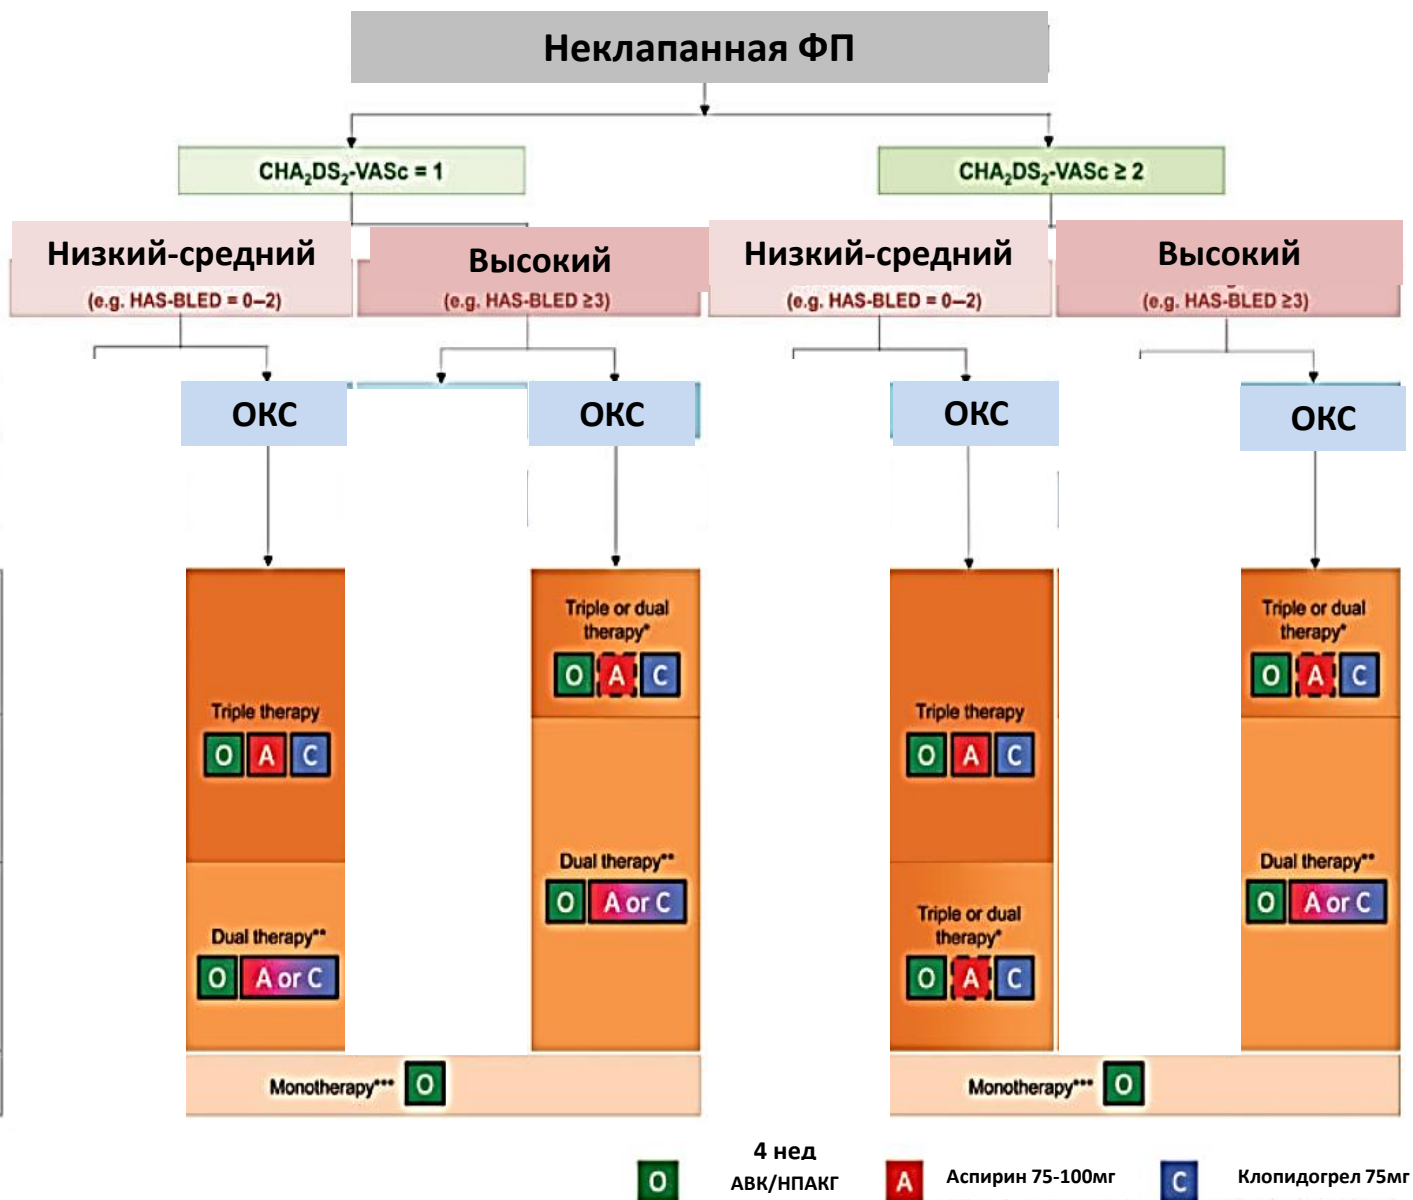 Неклапанная ФП
CHA₂DS₂-VASc = 1
CHA₂DS₂-VASc ≥ 2
Низкий-средний
(e.g. HAS-BLED = 0–2)
Высокий
(e.g. HAS-BLED ≥3)
Низкий-средний
(e.g. HAS-BLED = 0–2)
Высокий
(e.g. HAS-BLED ≥3)
ОКС
ОКС
ОКС
ОКС
Triple therapy
O A C
Dual therapy**
O A or C
Triple or dual
therapy*
O A C
Dual therapy**
O A or C
Triple therapy
O A C
Triple or dual
therapy*
O A C
Triple or dual
therapy*
O A C
Dual therapy**
O A or C
Monotherapy*** O
Monotherapy*** O
4 нед
O АВК/НПАКГ
A Аспирин 75-100мг
C Клопидогрел 75мг